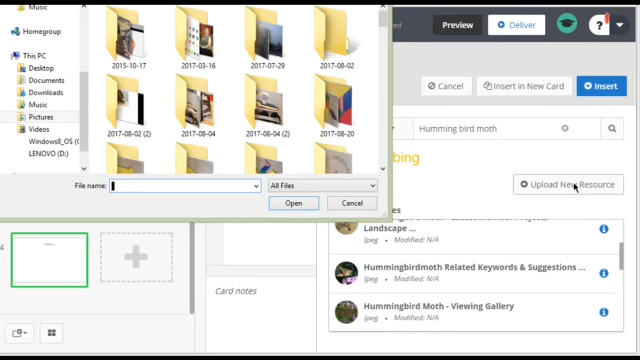 Music
Homegroup
This PC
Desktop
Documents
Downloads
Music
Pictures
Videos
Windows8_OS (
LENOVO (D:)
2015-10-17
2017-03-16
2017-07-29
2017-08-02
2017-08-02 (2)
2017-08-04
2017-08-04 (2)
2017-08-20
File name:
All Files
Open
Cancel
Preview
Deliver
?
Cancel
Insert in New Card
Insert
Humming bird moth
bing
Upload New Resource
Landscape ...
Jpeg • Modified: N/A
Hummingbirdmoth Related Keywords & Suggestions ...
Jpeg • Modified: N/A
Hummingbird Moth - Viewing Gallery
Jpeg • Modified: N/A
4
Card notes